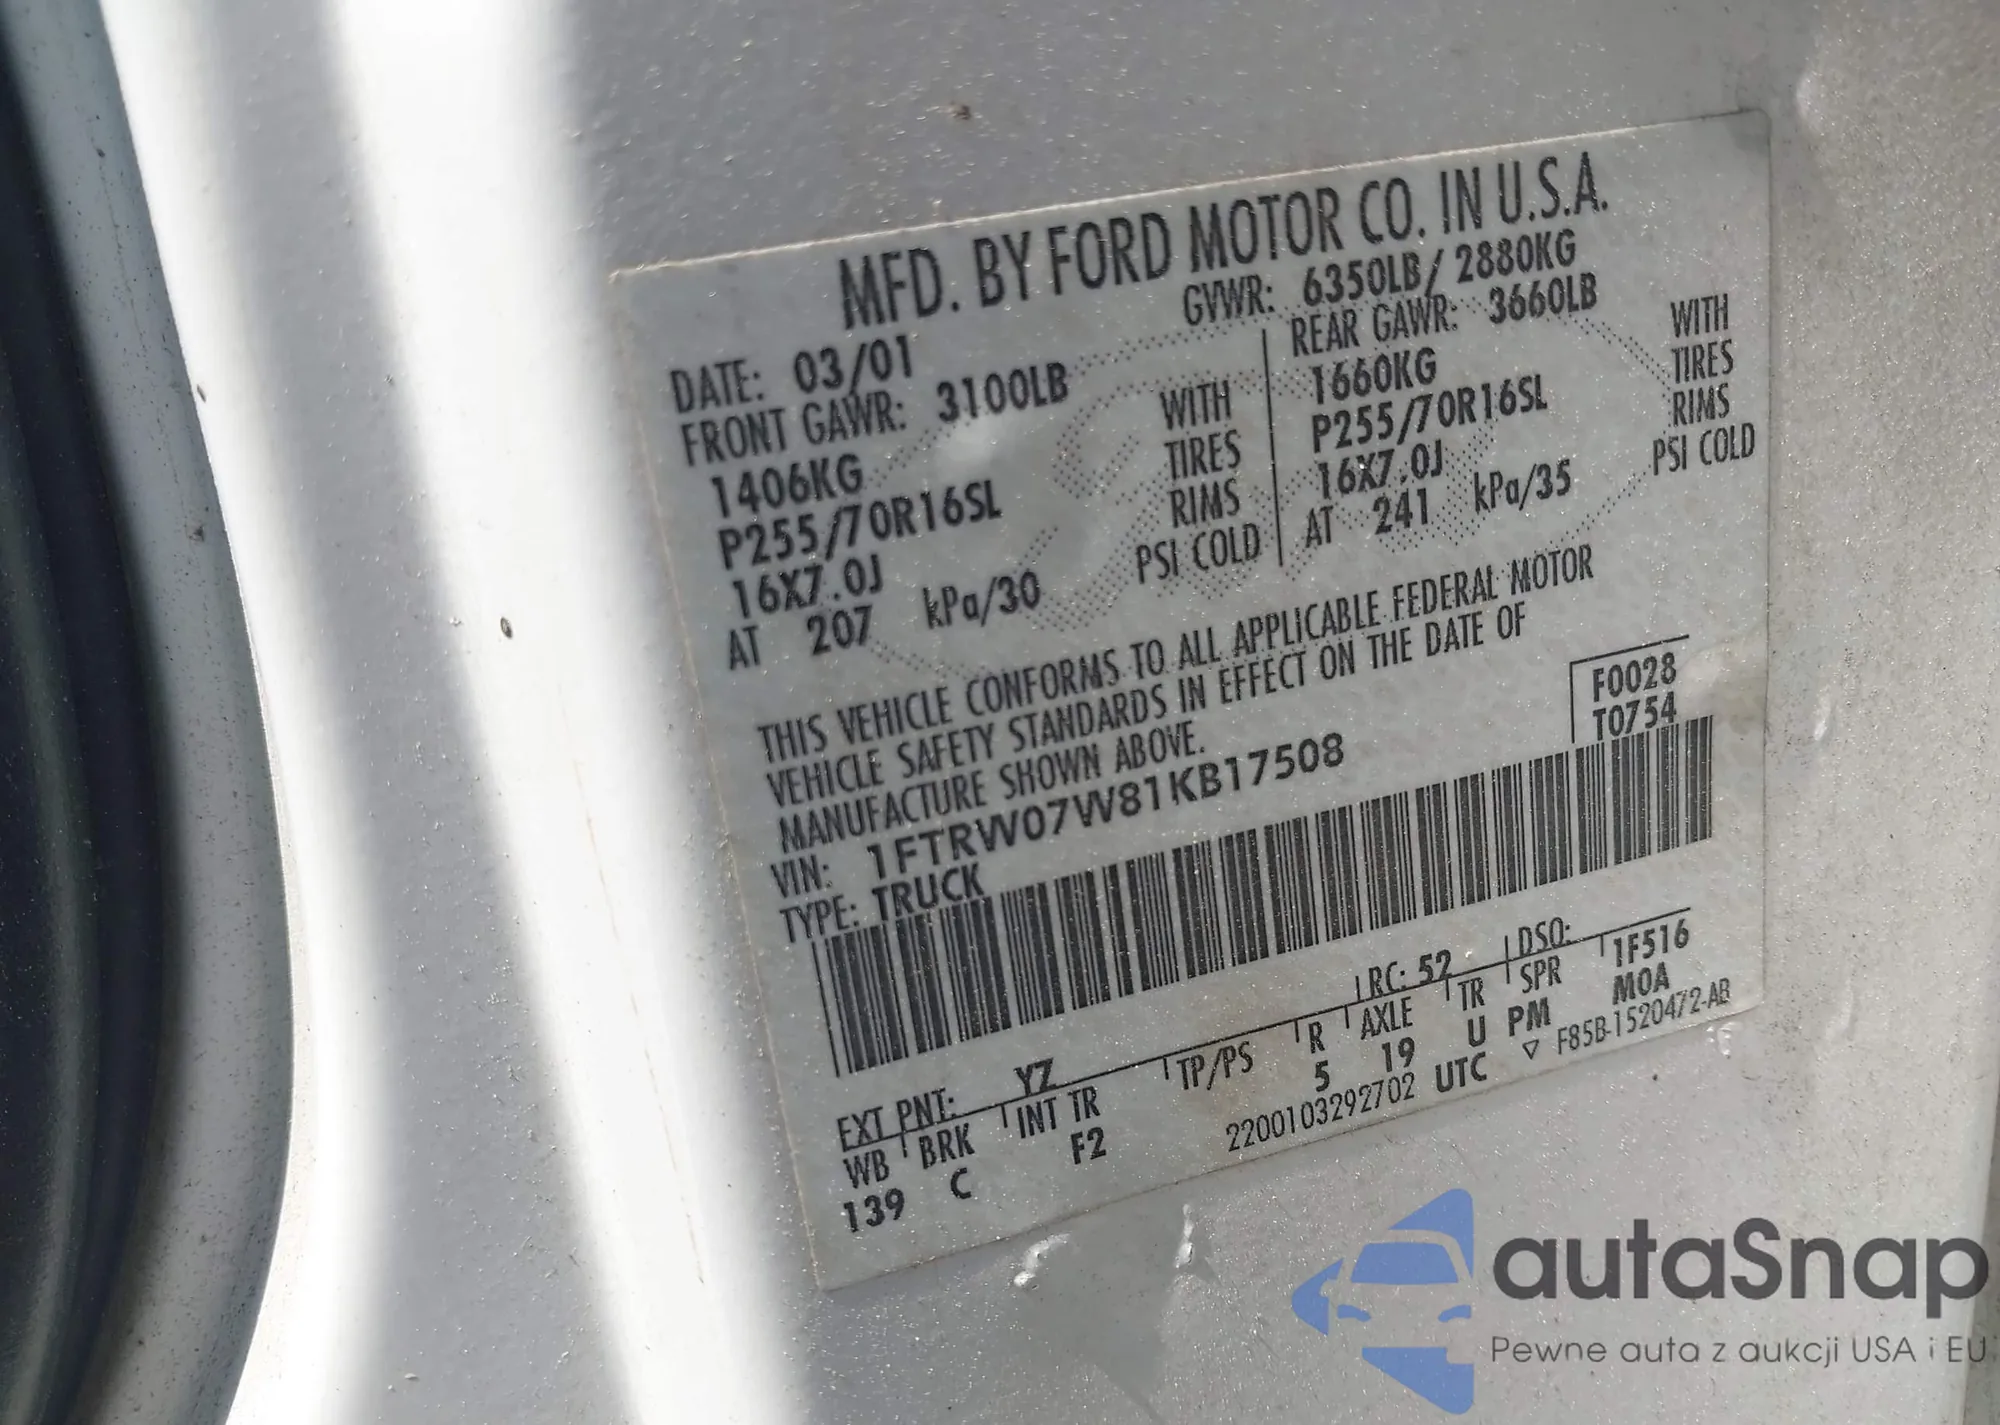 MFD. BY FORD MOTOR CO. IN U.S.A.
DATE: 03/01 GVWR: 6350LB/ 2880KG
FRONT GAWR: 3100LB REAR GAWR: 3660LB
1406KG WITH 1660KG WITH
P255/70R16SL TIRES P255/70R16SL TIRES
16X7.0J RIMS 16X7.0J RIMS
AT 207 kPa/30 PSI COLD AT 241 kPa/35 PSI COLD
THIS VEHICLE CONFORMS TO ALL APPLICABLE FEDERAL MOTOR
VEHICLE SAFETY STANDARDS IN EFFECT ON THE DATE OF
MANUFACTURE SHOWN ABOVE.
F0028
VIN: 1FTRW07W81KB17508 T0754
TYPE: TRUCK
EXT PNT: YZ RC: 52 DSO: 1F516
WB BRK INT TR TP/PS R AXLE TR SPR M0A
139 C F2 5 19 U PM
2200103292702 UTC ▽ F85B-1520472-AB
autaSnap
Pewne auta z aukcji USA i EU